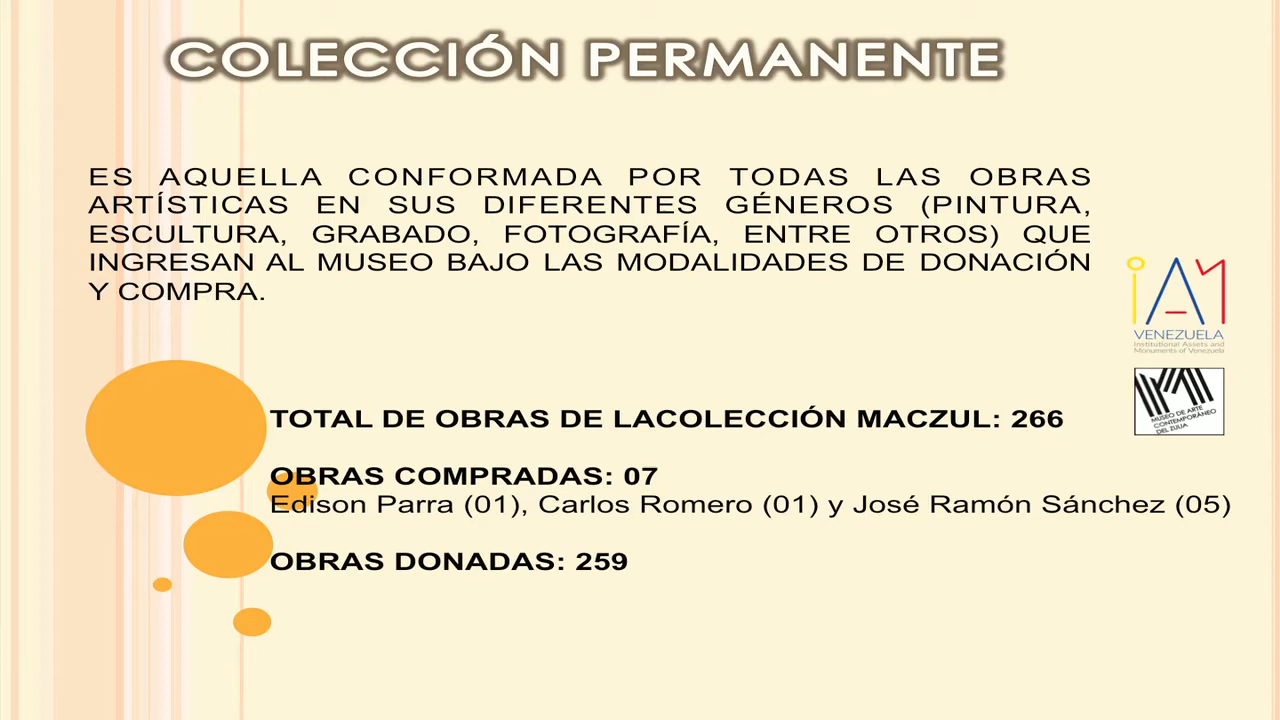 COLECCIÓN PERMANENTE
ES AQUELLA CONFORMADA POR TODAS LAS OBRAS
ARTÍSTICAS EN SUS DIFERENTES GÉNEROS (PINTURA,
ESCULTURA, GRABADO, FOTOGRAFÍA, ENTRE OTROS) QUE
INGRESAN AL MUSEO BAJO LAS MODALIDADES DE DONACIÓN
Y COMPRA.
iAM
VENEZUELA
Institutional Assets and
Monuments of Venezuela
MUSEO DE ARTE
CONTEMPORÁNEO
DEL ZULIA
TOTAL DE OBRAS DE LACOLECCIÓN MACZUL: 266
OBRAS COMPRADAS: 07
Edison Parra (01), Carlos Romero (01) y José Ramón Sánchez (05)
OBRAS DONADAS: 259